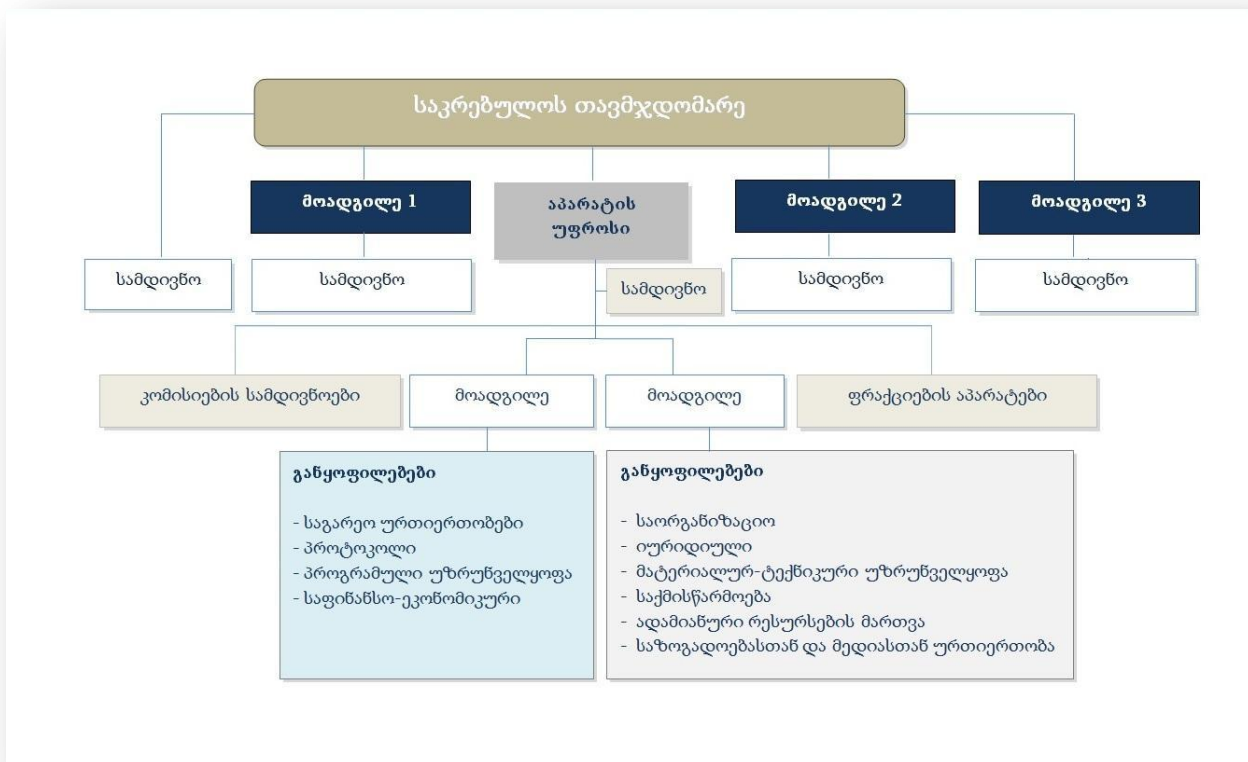 საკრებულოს თავმჯდომარე
მოადგილე 1
აპარატის
უფროსი
მოადგილე 2
მოადგილე 3
სამდივნო
სამდივნო
სამდივნო
სამდივნო
სამდივნო
კომისიების სამდივნოები
მოადგილე
მოადგილე
ფრაქციების აპარატები
განყოფილებები
- საგარეო ურთიერთობები
- პროტოკოლი
- პროგრამული უზრუნველყოფა
- საფინანსო-ეკონომიკური
განყოფილებები
- საორგანიზაციო
- იურიდიული
- მატერიალურ-ტექნიკური უზრუნველყოფა
- საქმისწარმოება
- ადამიანური რესურსების მართვა
- საზოგადოებასთან და მედიასთან ურთიერთობა